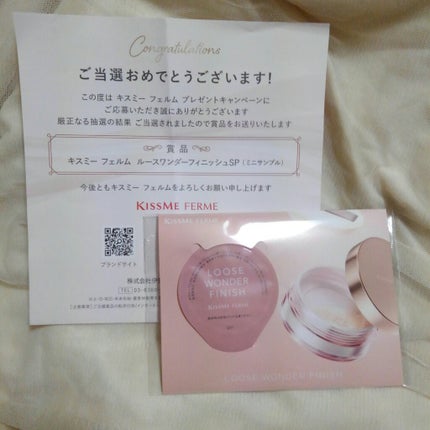 Congratulations
ご当選おめでとうございます!
この度は キスミー フェルム プレゼントキャンペーンに
ご応募いただき誠にありがとうございます
厳正なる抽選の結果 ご当選されましたので賞品をお送りいたします
賞品
キスミー フェルム ルースワンダーフィニッシュSP(ミニサンプル)
今後ともキスミー フェルムをよろしくお願い申し上げます
KISSME FERME
ブランドサイト
株式会社伊
TEL
KISSME FERME
LOOSE
WONDER
FINISH
KISSME FERME
LOOSE WONDER FINISH